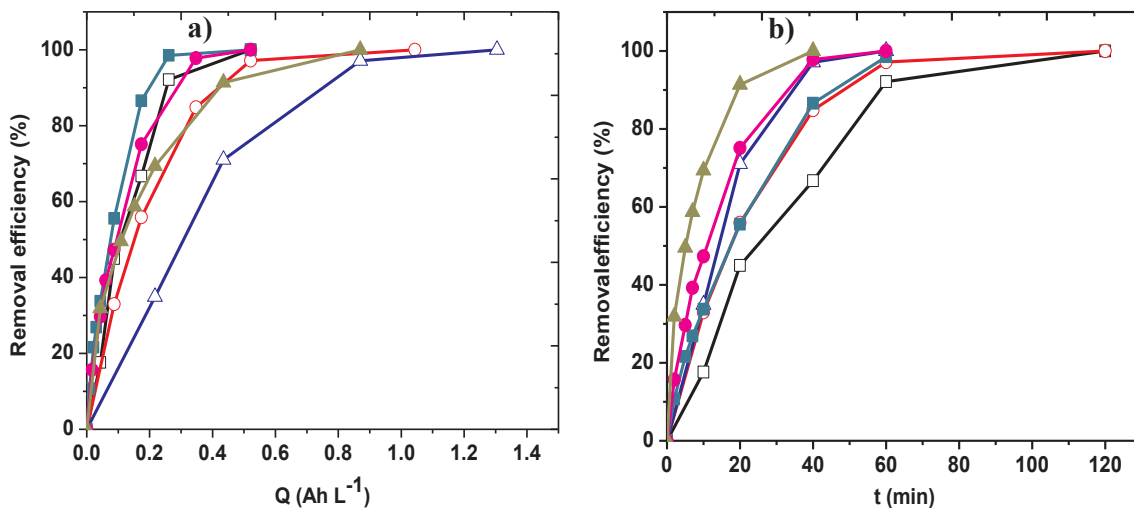 a)
100
80
60
40
20
0
Removal efficiency (%)
0.0 0.2 0.4 0.6 0.8 1.0 1.2 1.4
Q (Ah L-1)
b)
100
80
60
40
20
0
Removalefficiency (%)
0 20 40 60 80 100 120
t (min)